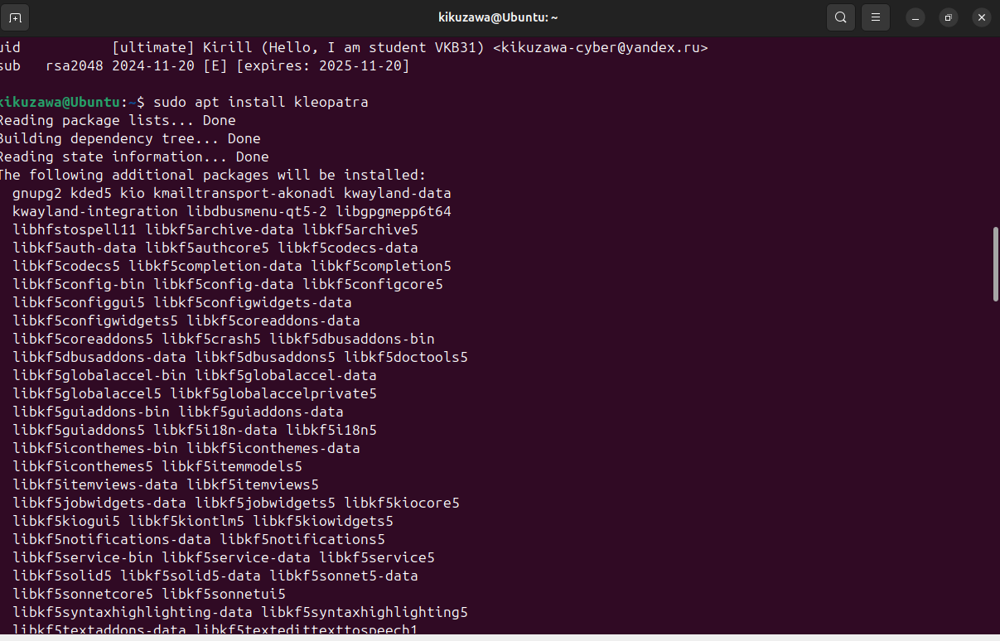 kikuzawa@Ubuntu: ~
uid [ultimate] Kirill (Hello, I am student VKB31) <kikuzawa-cyber@yandex.ru>
sub rsa2048 2024-11-20 [E] [expires: 2025-11-20]
kikuzawa@Ubuntu:~$ sudo apt install kleopatra
Reading package lists... Done
Building dependency tree... Done
Reading state information... Done
The following additional packages will be installed:
gnupg2 kded5 kio kmailtransport-akonadi kwayland-data
kwayland-integration libdbusmenu-qt5-2 libgpgmepp6t64
libhfstospell11 libkf5archive-data libkf5archive5
libkf5auth-data libkf5authcore5 libkf5codecs-data
libkf5codecs5 libkf5completion-data libkf5completion5
libkf5config-bin libkf5config-data libkf5configcore5
libkf5configgui5 libkf5configwidgets-data
libkf5configwidgets5 libkf5coreaddons-data
libkf5coreaddons5 libkf5crash5 libkf5dbusaddons-bin
libkf5dbusaddons-data libkf5dbusaddons5 libkf5doctools5
libkf5globalaccel-bin libkf5globalaccel-data
libkf5globalaccel5 libkf5globalaccelprivate5
libkf5guiaddons-bin libkf5guiaddons-data
libkf5guiaddons5 libkf5i18n-data libkf5i18n5
libkf5iconthemes-bin libkf5iconthemes-data
libkf5iconthemes5 libkf5itemmodels5
libkf5itemviews-data libkf5itemviews5
libkf5jobwidgets-data libkf5jobwidgets5 libkf5kiocore5
libkf5kiogui5 libkf5kiontlm5 libkf5kiowidgets5
libkf5notifications-data libkf5notifications5
libkf5service-bin libkf5service-data libkf5service5
libkf5solid5 libkf5solid5-data libkf5sonnet5-data
libkf5sonnetcore5 libkf5sonnetui5
libkf5syntaxhighlighting-data libkf5syntaxhighlighting5
libkf5textaddons-data libkf5textedittexttospeech1